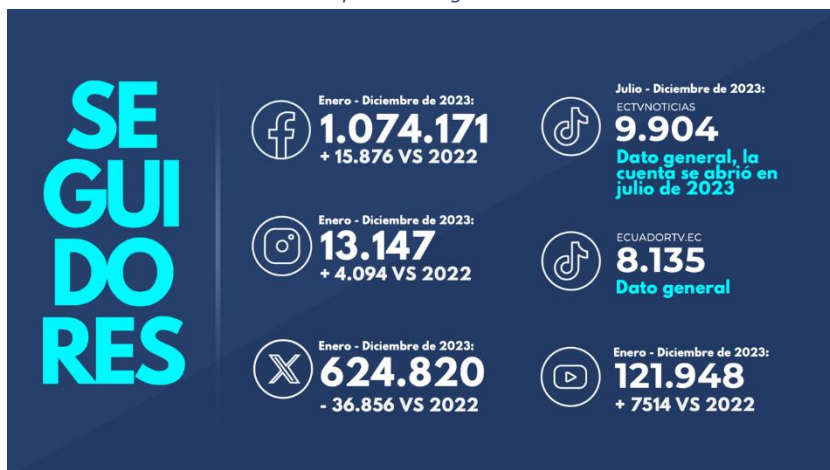 SE
GUI
DO
RES
Enero - Diciembre de 2023:
1.074.171
+ 15.876 VS 2022
Enero - Diciembre de 2023:
13.147
+ 4.094 VS 2022
Enero - Diciembre de 2023:
624.820
- 36.856 VS 2022
Julio - Diciembre de 2023:
ECTVNOTICIAS
9.904
Dato general, la
cuenta se abrió en
julio de 2023
ECUADORTV.EC
8.135
Dato general
Enero - Diciembre de 2023:
121.948
+ 7514 VS 2022